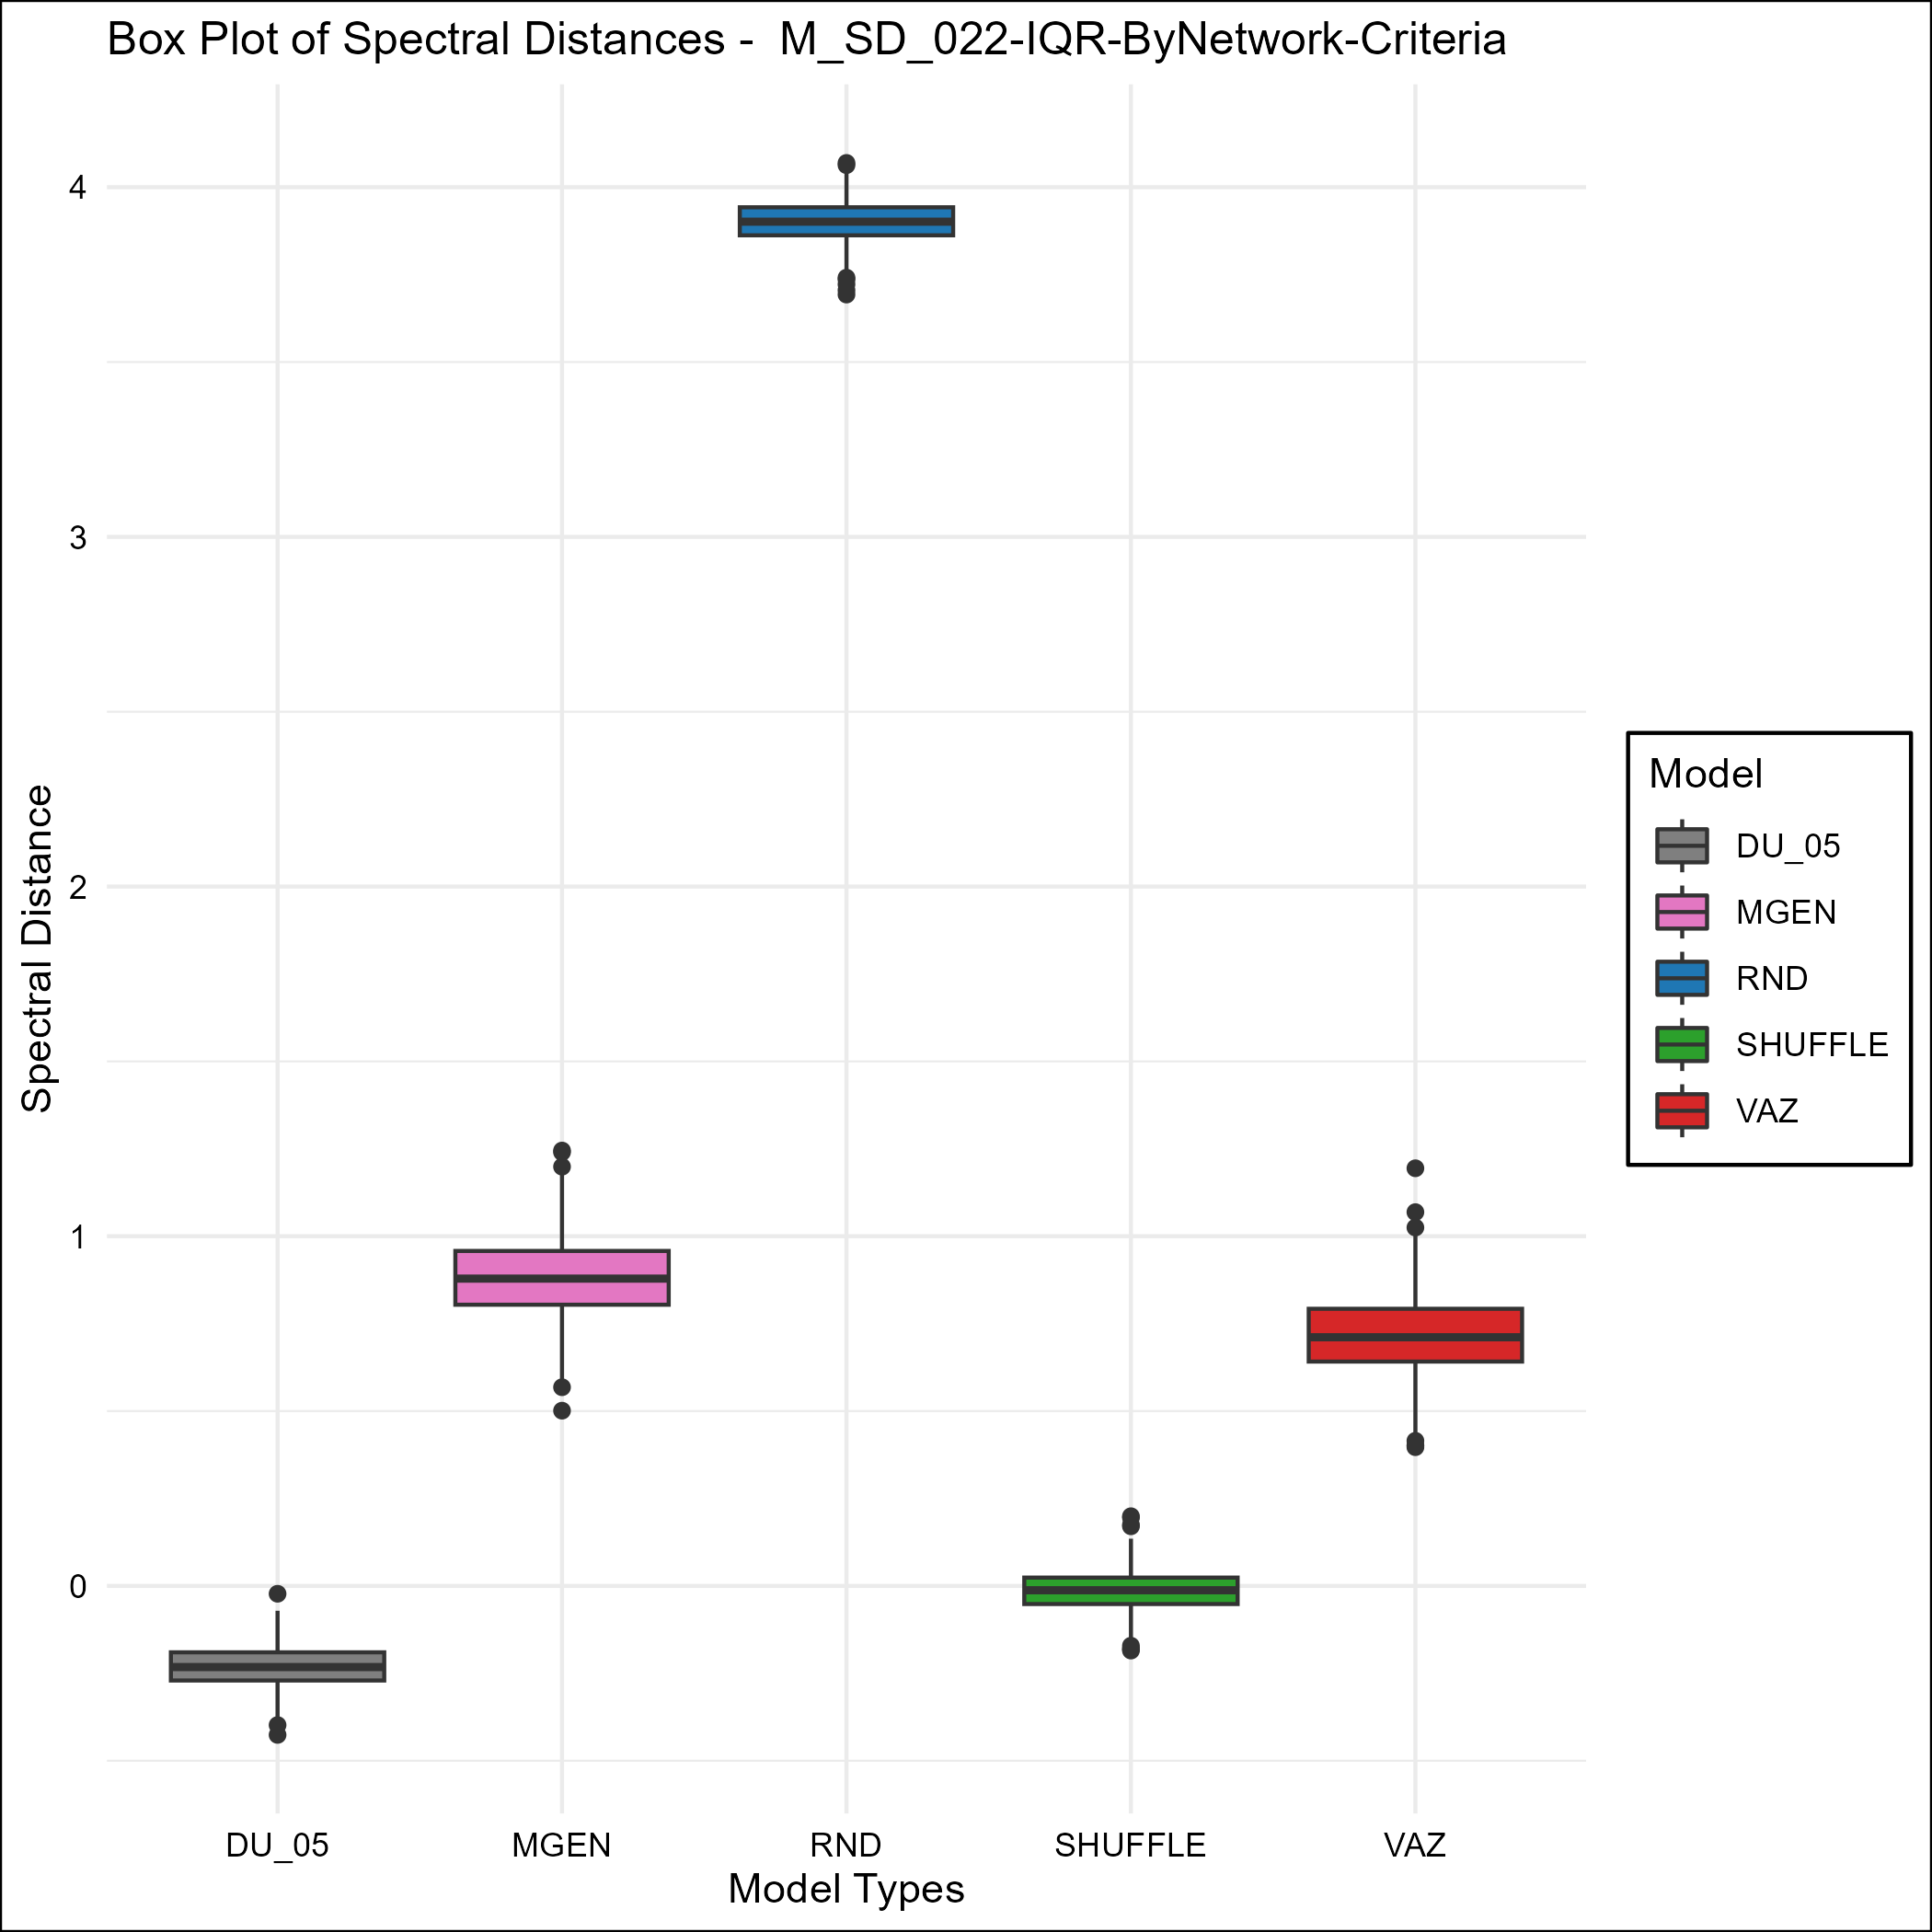 Box Plot of Spectral Distances -  M_SD_022-IQR-ByNetwork-Criteria
4
3
2
1
0
Spectral Distance
DU_05
MGEN
RND
SHUFFLE
VAZ
Model Types
Model
DU_05
MGEN
RND
SHUFFLE
VAZ